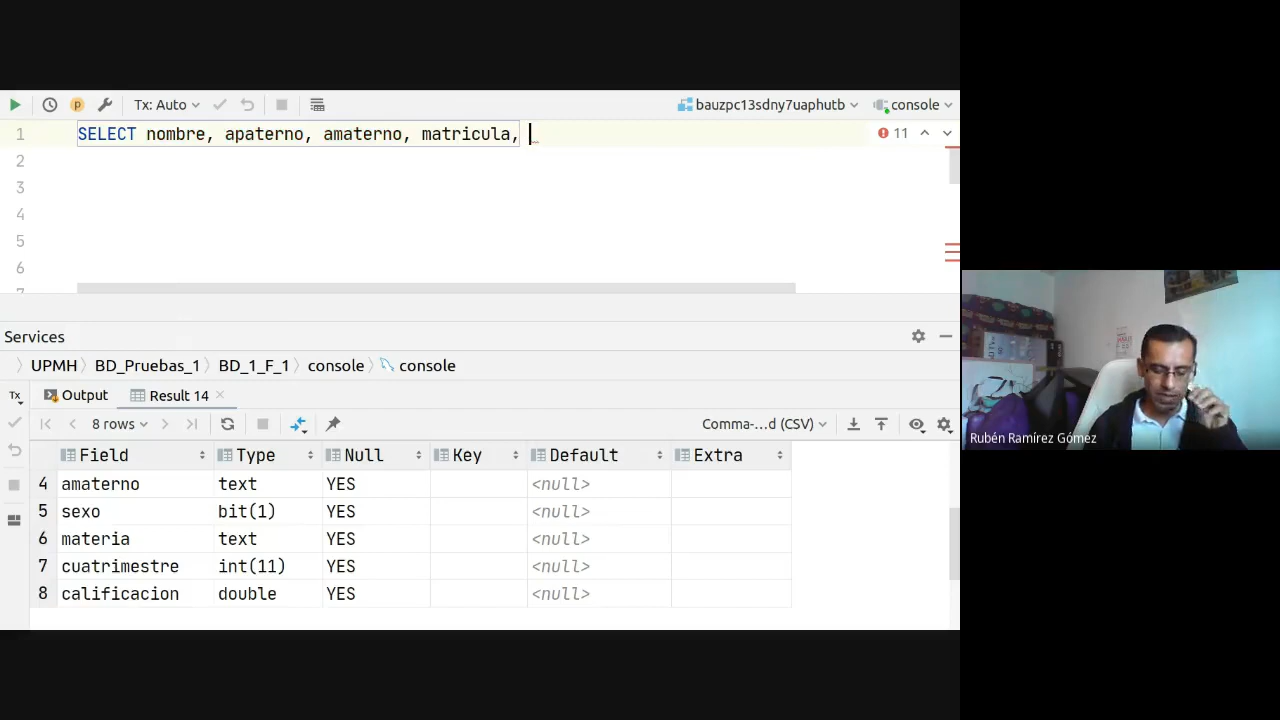 Tx: Auto
bauzpc13sdny7uaphutb
console
1 SELECT nombre, apaterno, amaterno, matricula,
11
2
3
4
5
6
7
Services
UPMH BD_Pruebas_1 BD_1_F_1 console console
Tx Output Result 14
8 rows
Comma-...d (CSV)
Field Type Null Key Default Extra
4 amaterno text YES <null>
5 sexo bit(1) YES <null>
6 materia text YES <null>
7 cuatrimestre int(11) YES <null>
8 calificacion double YES <null>
Rubén Ramírez Gómez